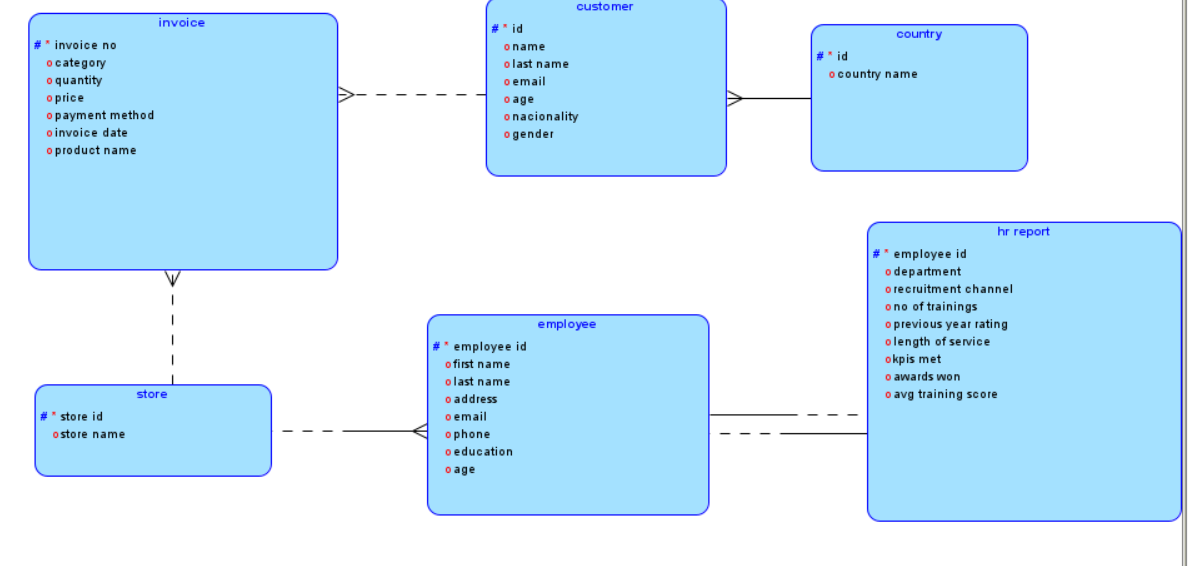 invoice
# * invoice no
o category
o quantity
o price
o payment method
o invoice date
o product name
customer
# * id
o name
o last name
o email
o age
o nacionality
o gender
country
# * id
o country name
hr report
# * employee id
o department
o recruitment channel
o no of trainings
o previous year rating
o length of service
o kpis met
o awards won
o avg training score
employee
# * employee id
o first name
o last name
o address
o email
o phone
o education
o age
store
# * store id
o store name